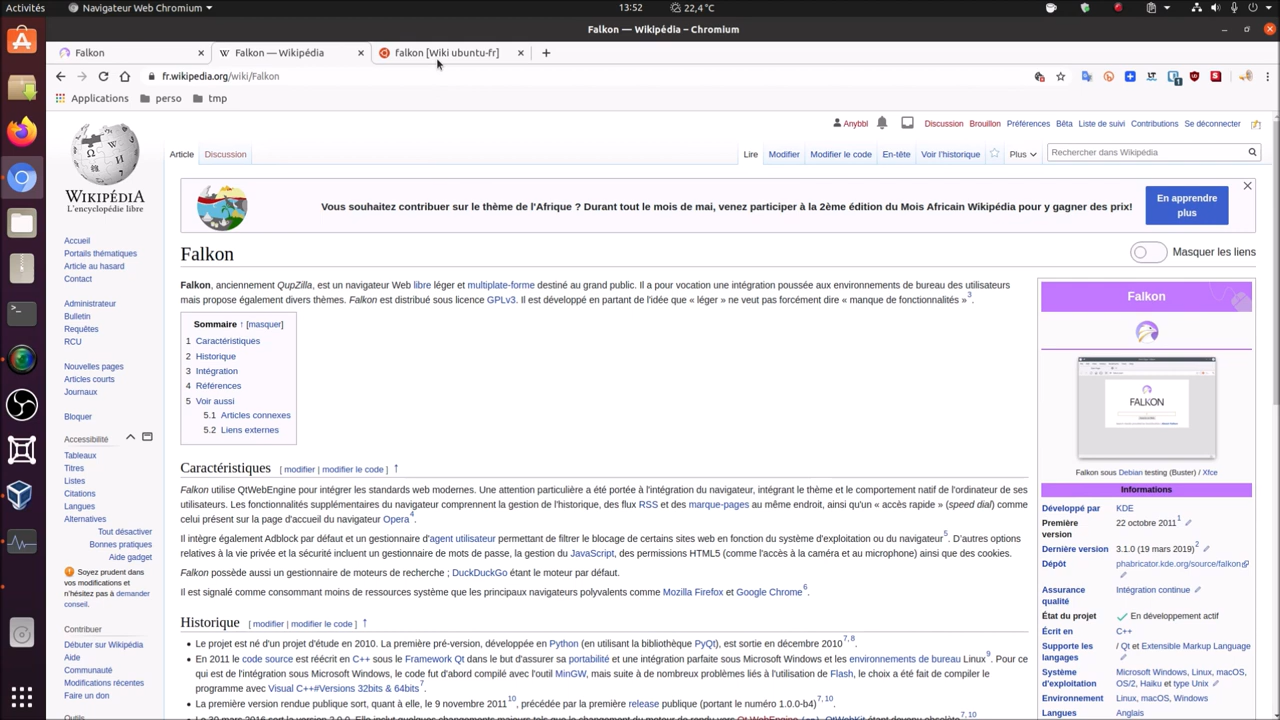 Activités
Navigateur Web Chromium
13:52
22,4 °C
fr
Falkon — Wikipédia – Chromium
Falkon
Falkon — Wikipédia
falkon [Wiki ubuntu-fr]
fr.wikipedia.org/wiki/Falkon
Applications
perso
tmp
WIKIPÉDIA
L'encyclopédie libre
Anybbl
Discussion
Brouillon
Préférences
Bêta
Liste de suivi
Contributions
Se déconnecter
Article
Discussion
Lire
Modifier
Modifier le code
En-tête
Voir l'historique
Plus
Rechercher dans Wikipédia
Vous souhaitez contribuer sur le thème de l'Afrique ? Durant tout le mois de mai, venez participer à la 2ème édition du Mois Africain Wikipédia pour y gagner des prix!
En apprendre
plus
Accueil
Portails thématiques
Article au hasard
Contact
Administrateur
Bulletin
Requêtes
RCU
Nouvelles pages
Articles courts
Journaux
Bloquer
Accessibilité
Tableaux
Titres
Listes
Citations
Langues
Alternatives
Tout désactiver
Bonnes pratiques
Aide gadget
Soyez prudent dans
vos modifications et
n'hésitez pas à demander
conseil.
Contribuer
Débuter sur Wikipédia
Aide
Communauté
Modifications récentes
Faire un don
Outils
Falkon
Masquer les liens
Falkon, anciennement QupZilla, est un navigateur Web libre léger et multiplate-forme destiné au grand public. Il a pour vocation une intégration poussée aux environnements de bureau des utilisateurs
mais propose également divers thèmes. Falkon est distribué sous licence GPLv3. Il est développé en partant de l'idée que « léger » ne veut pas forcément dire « manque de fonctionnalités »3.
Sommaire ↑ [masquer]
1 Caractéristiques
2 Historique
3 Intégration
4 Références
5 Voir aussi
5.1 Articles connexes
5.2 Liens externes
Caractéristiques [ modifier | modifier le code ] ↑
Falkon utilise QtWebEngine pour intégrer les standards web modernes. Une attention particulière a été portée à l'intégration du navigateur, intégrant le thème et le comportement natif de l'ordinateur de ses
utilisateurs. Les fonctionnalités supplémentaires du navigateur comprennent la gestion de l'historique, des flux RSS et des marque-pages au même endroit, ainsi qu'un « accès rapide » (speed dial) comme
celui présent sur la page d'accueil du navigateur Opera4.
Il intègre également Adblock par défaut et un gestionnaire d'agent utilisateur permettant de filtrer le blocage de certains sites web en fonction du système d'exploitation ou du navigateur5. D'autres options
relatives à la vie privée et la sécurité incluent un gestionnaire de mots de passe, la gestion du JavaScript, des permissions HTML5 (comme l'accès à la caméra et au microphone) ainsi que des cookies.
Falkon possède aussi un gestionnaire de moteurs de recherche ; DuckDuckGo étant le moteur par défaut.
Il est signalé comme consommant moins de ressources système que les principaux navigateurs polyvalents comme Mozilla Firefox et Google Chrome6.
Historique [ modifier | modifier le code ] ↑
Le projet est né d'un projet d'étude en 2010. La première pré-version, développée en Python (en utilisant la bibliothèque PyQt), est sortie en décembre 20107, 8
En 2011 le code source est réécrit en C++ sous le Framework Qt dans le but d'assurer sa portabilité et une intégration parfaite sous Microsoft Windows et les environnements de bureau Linux9. Pour ce
qui est de l'intégration sous Microsoft Windows, le code fut d'abord compilé avec l'outil MinGW, mais suite à de nombreux problèmes liés à l'utilisation de Flash, le choix a été fait de compiler le
programme avec Visual C++#Versions 32bits & 64bits7.
La première version rendue publique sort, quant à elle, le 9 novembre 201110, précédée par la première release publique (portant le numéro 1.0.0-b4)7, 10
Falkon
FALKON
Falkon sous Debian testing (Buster) / Xfce
Informations
Développé par KDE
Première
version
22 octobre 20111
Dernière version 3.1.0 (19 mars 2019)2
Dépôt phabricator.kde.org/source/falkon
Assurance
qualité
Intégration continue
État du projet En développement actif
Écrit en C++
Supporte les
langages
/ Qt et Extensible Markup Language
Système
d'exploitation
Microsoft Windows, Linux, macOS,
OS/2, Haiku et type Unix
Environnement Linux, macOS, Windows
Langues Anglais